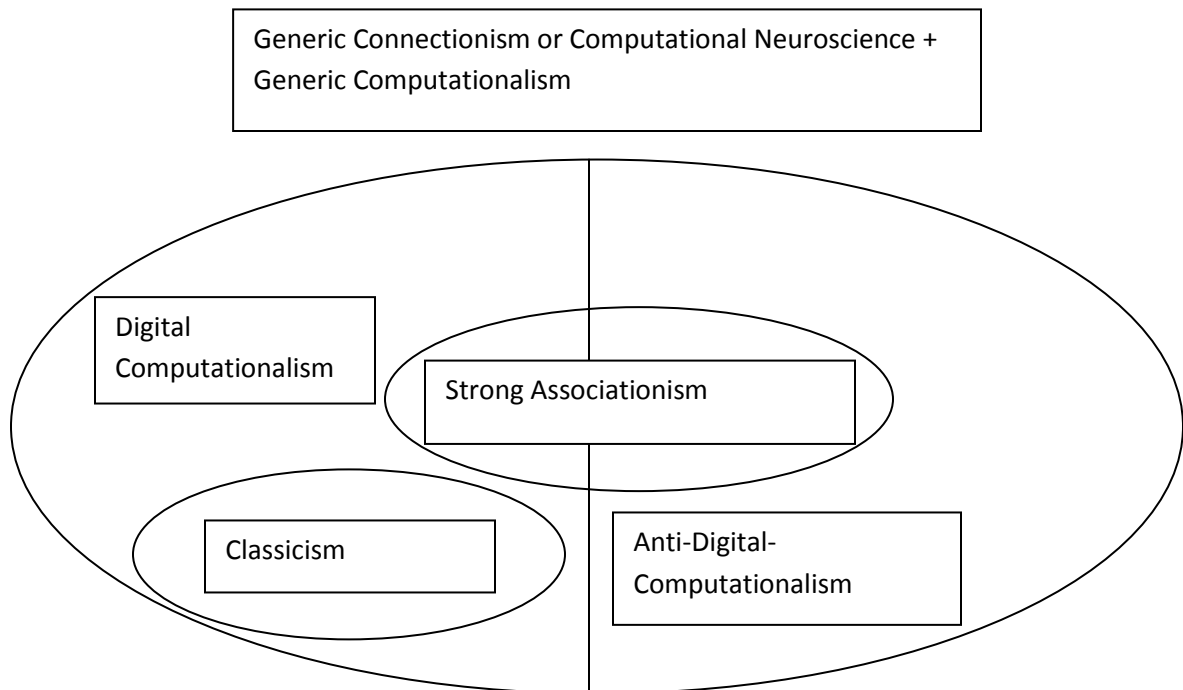 Generic Connectionism or Computational Neuroscience +
Generic Computationalism
Digital
Computationalism
Strong Associationism
Classicism
Anti-Digital-
Computationalism